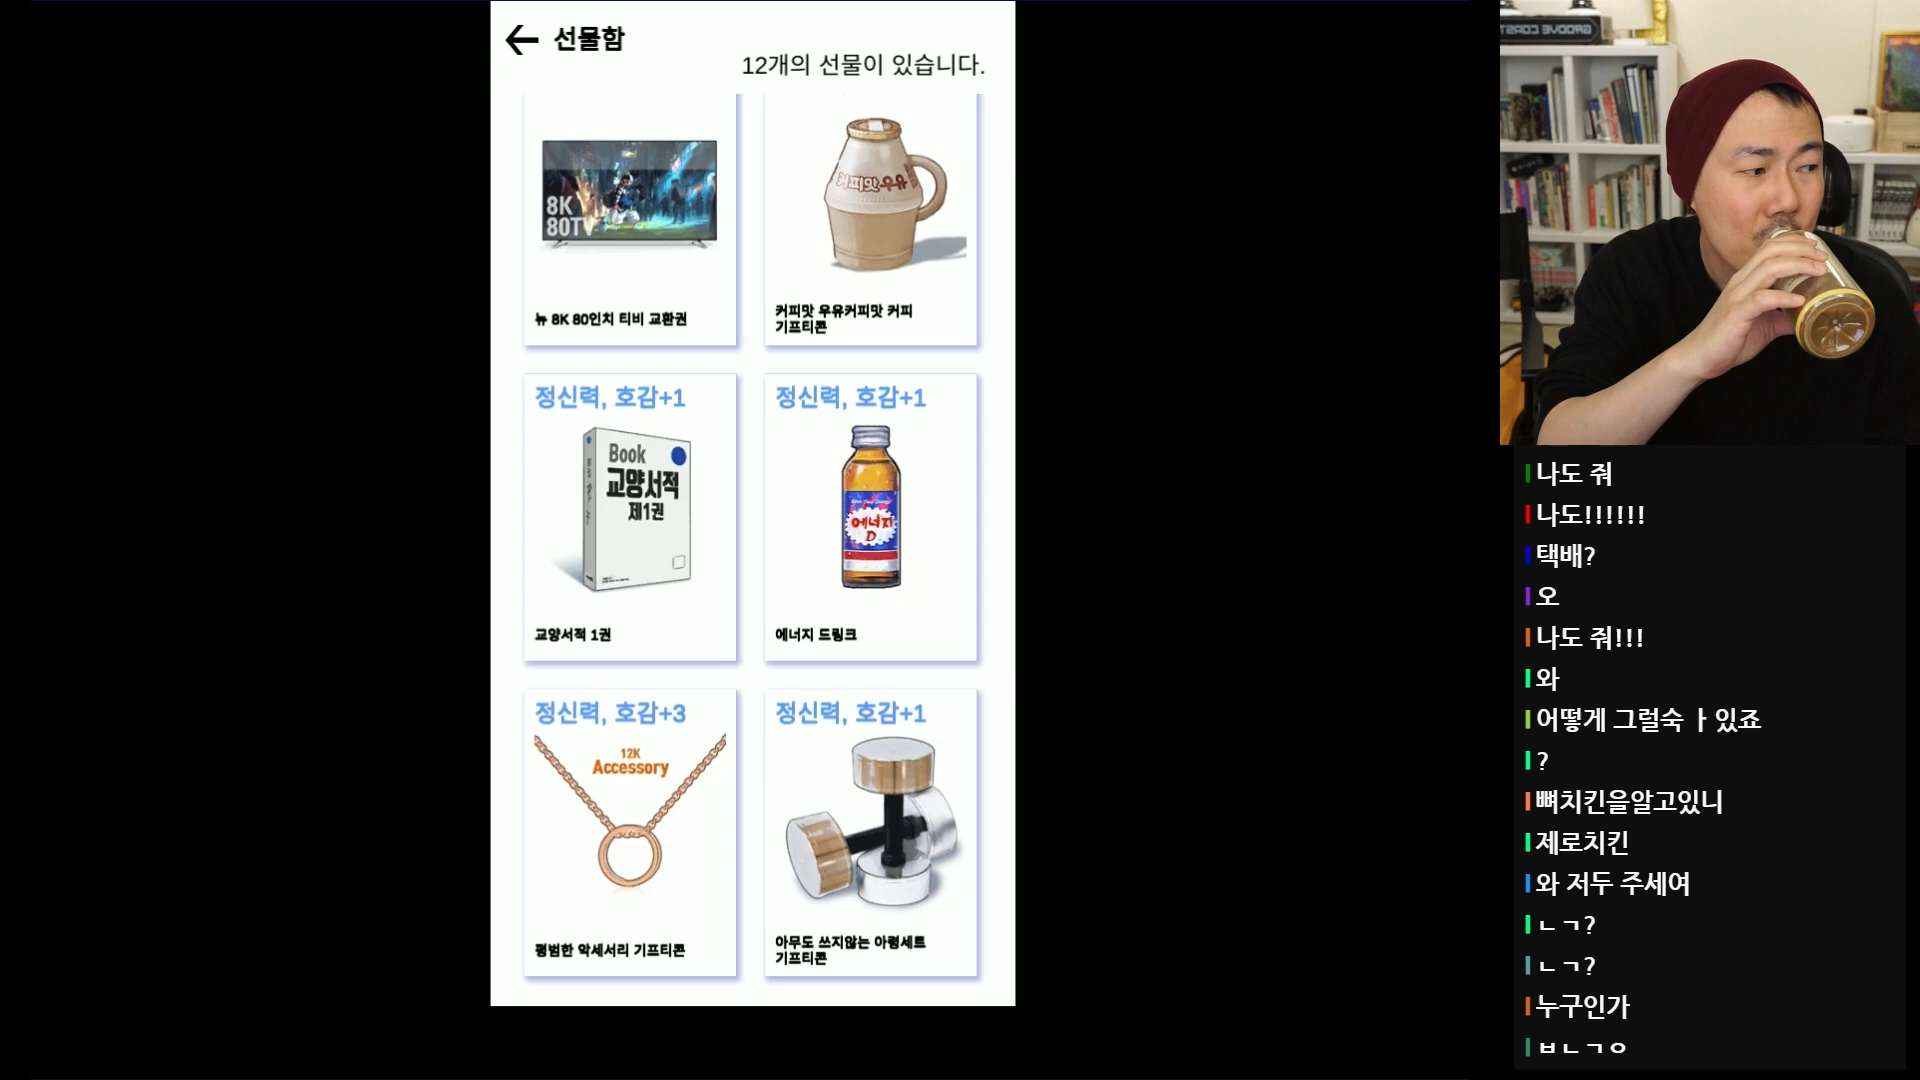 선물함
12개의 선물이 있습니다.
8K
80TV
뉴 8K 80인치 티비 교환권
커피맛 우유
커피맛 우유커피맛 커피
기프티콘
정신력, 호감+1
Book
교양서적
제1권
교양서적 1권
정신력, 호감+1
에너지
D
에너지 드링크
정신력, 호감+3
12K
Accessory
평범한 악세서리 기프티콘
정신력, 호감+1
아무도 쓰지않는 아령세트
기프티콘
GROOVE COAST
나도 줘
나도!!!!!!
택배?
오
나도 줘!!!
와
어떻게 그럴숙 ㅏ 있죠
?
뼈치킨을알고있니
제로치킨
와 저두 주세여
ㄴㄱ?
ㄴㄱ?
누구인가
ㅂㄴㄱㅇ